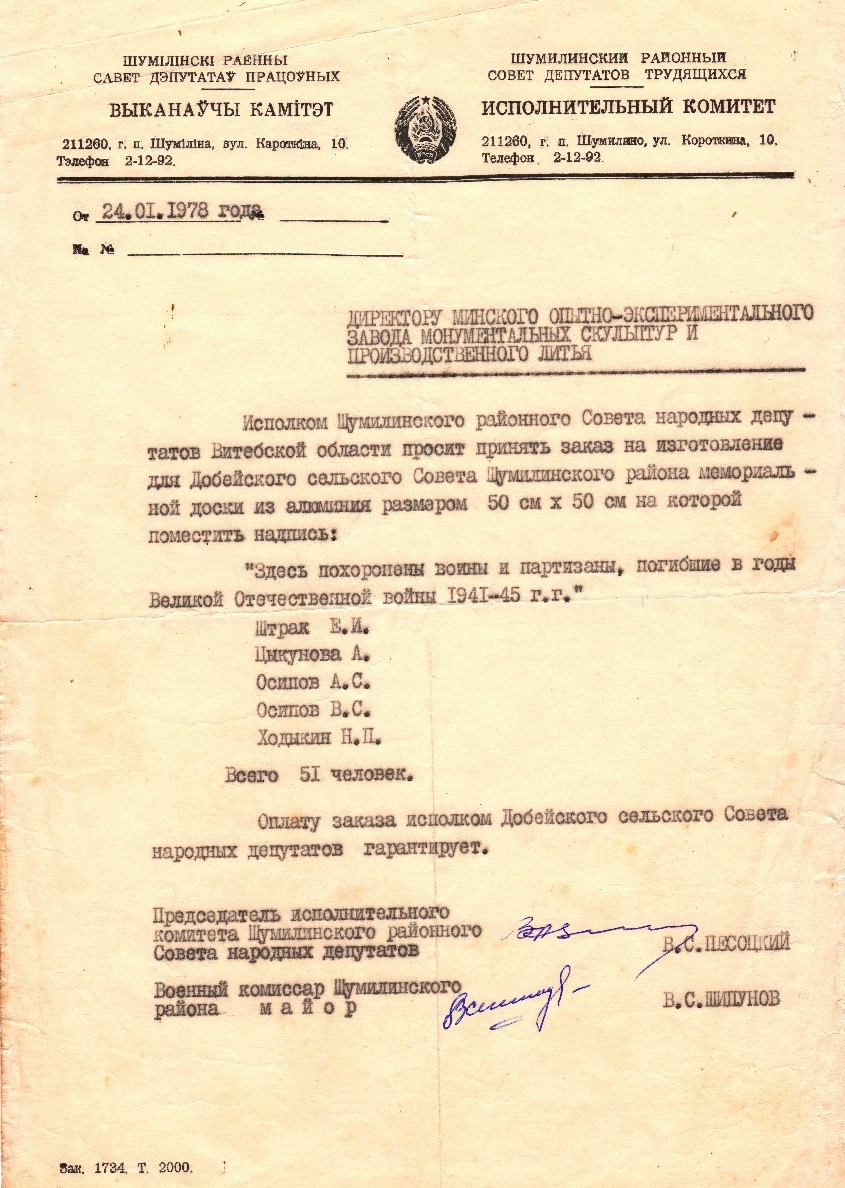 ШУМІЛІНСКІ РАЁННЫ
САВЕТ ДЭПУТАТАЎ ПРАЦОЎНЫХ
ВЫКАНАЎЧЫ КАМІТЭТ
211260, г. п. Шуміліна, вул. Кароткіна, 10.
Тэлефон 2-12-92.
ШУМИЛИНСКИЙ РАЙОННЫЙ
СОВЕТ ДЕПУТАТОВ ТРУДЯЩИХСЯ
ИСПОЛНИТЕЛЬНЫЙ КОМИТЕТ
211260, г. п. Шумилино, ул. Короткина, 10.
Телефон 2-12-92.
От 24.01.1978 года №
На №
ДИРЕКТОРУ МИНСКОГО ОПЫТНО-ЭКСПЕРИМЕНТАЛЬНОГО
ЗАВОДА МОНУМЕНТАЛЬНЫХ СКУЛЬПТУР И
ПРОИЗВОДСТВЕННОГО ЛИТЬЯ
Исполком Шумилинского районного Совета народных депу -
татов Витебской области просит принять заказ на изготовление
для Добейского сельского Совета Шумилинского района мемориаль -
ной доски из алюминия размером 50 см х 50 см на которой
поместить надпись:
"Здесь похоронены воины и партизаны, погибшие в годы
Великой Отечественной войны 1941-45 г.г."
Штрак Е.И.
Цыкунова А.
Осипов А.С.
Осипов В.С.
Ходыкин Н.П.
Всего 51 человек.
Оплату заказа исполком Добейского сельского Совета
народных депутатов гарантирует.
Председатель исполнительного
комитета Шумилинского районного
Совета народных депутатов В.С.ПЕСОЦКИЙ
Военный комиссар Шумилинского
района м а й о р В.С.ШИПУНОВ
Зак. 1734. Т. 2000.